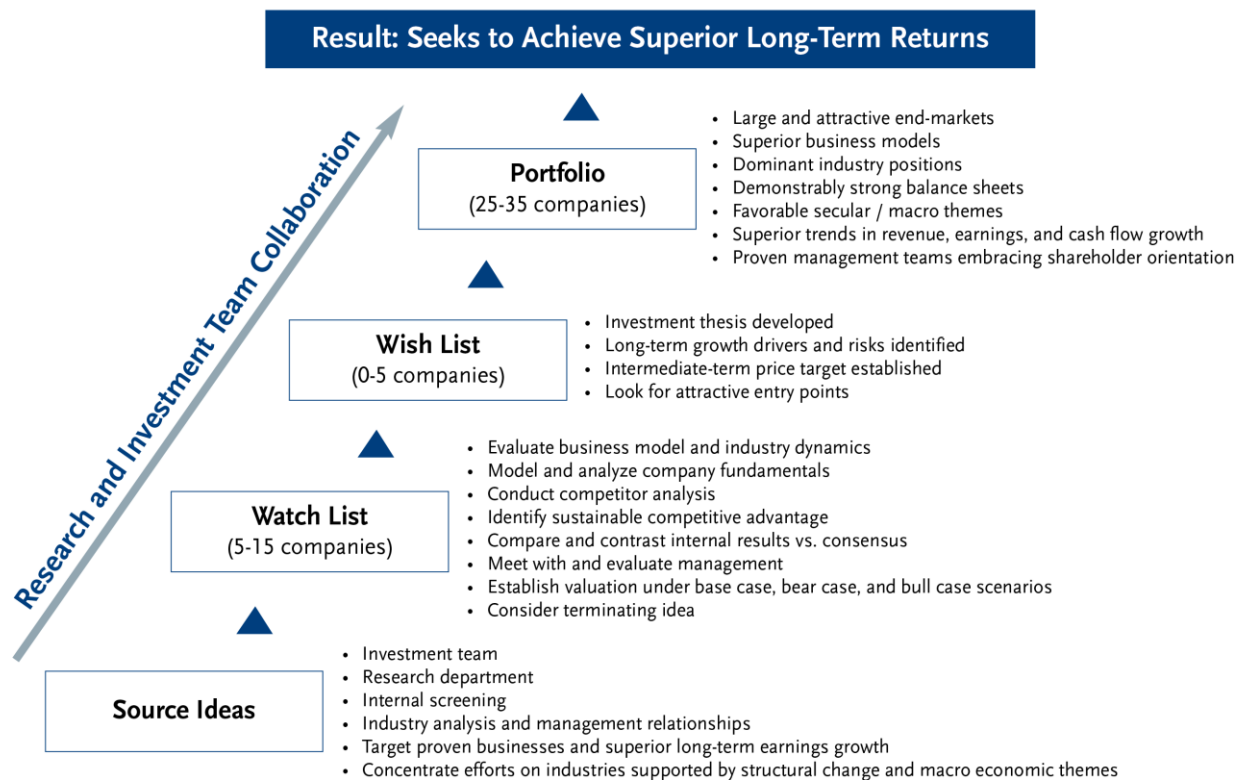 Result: Seeks to Achieve Superior Long-Term Returns
Research and Investment Team Collaboration
Portfolio
(25-35 companies)
• Large and attractive end-markets
• Superior business models
• Dominant industry positions
• Demonstrably strong balance sheets
• Favorable secular / macro themes
• Superior trends in revenue, earnings, and cash flow growth
• Proven management teams embracing shareholder orientation
Wish List
(0-5 companies)
• Investment thesis developed
• Long-term growth drivers and risks identified
• Intermediate-term price target established
• Look for attractive entry points
Watch List
(5-15 companies)
• Evaluate business model and industry dynamics
• Model and analyze company fundamentals
• Conduct competitor analysis
• Identify sustainable competitive advantage
• Compare and contrast internal results vs. consensus
• Meet with and evaluate management
• Establish valuation under base case, bear case, and bull case scenarios
• Consider terminating idea
Source Ideas
• Investment team
• Research department
• Internal screening
• Industry analysis and management relationships
• Target proven businesses and superior long-term earnings growth
• Concentrate efforts on industries supported by structural change and macro economic themes